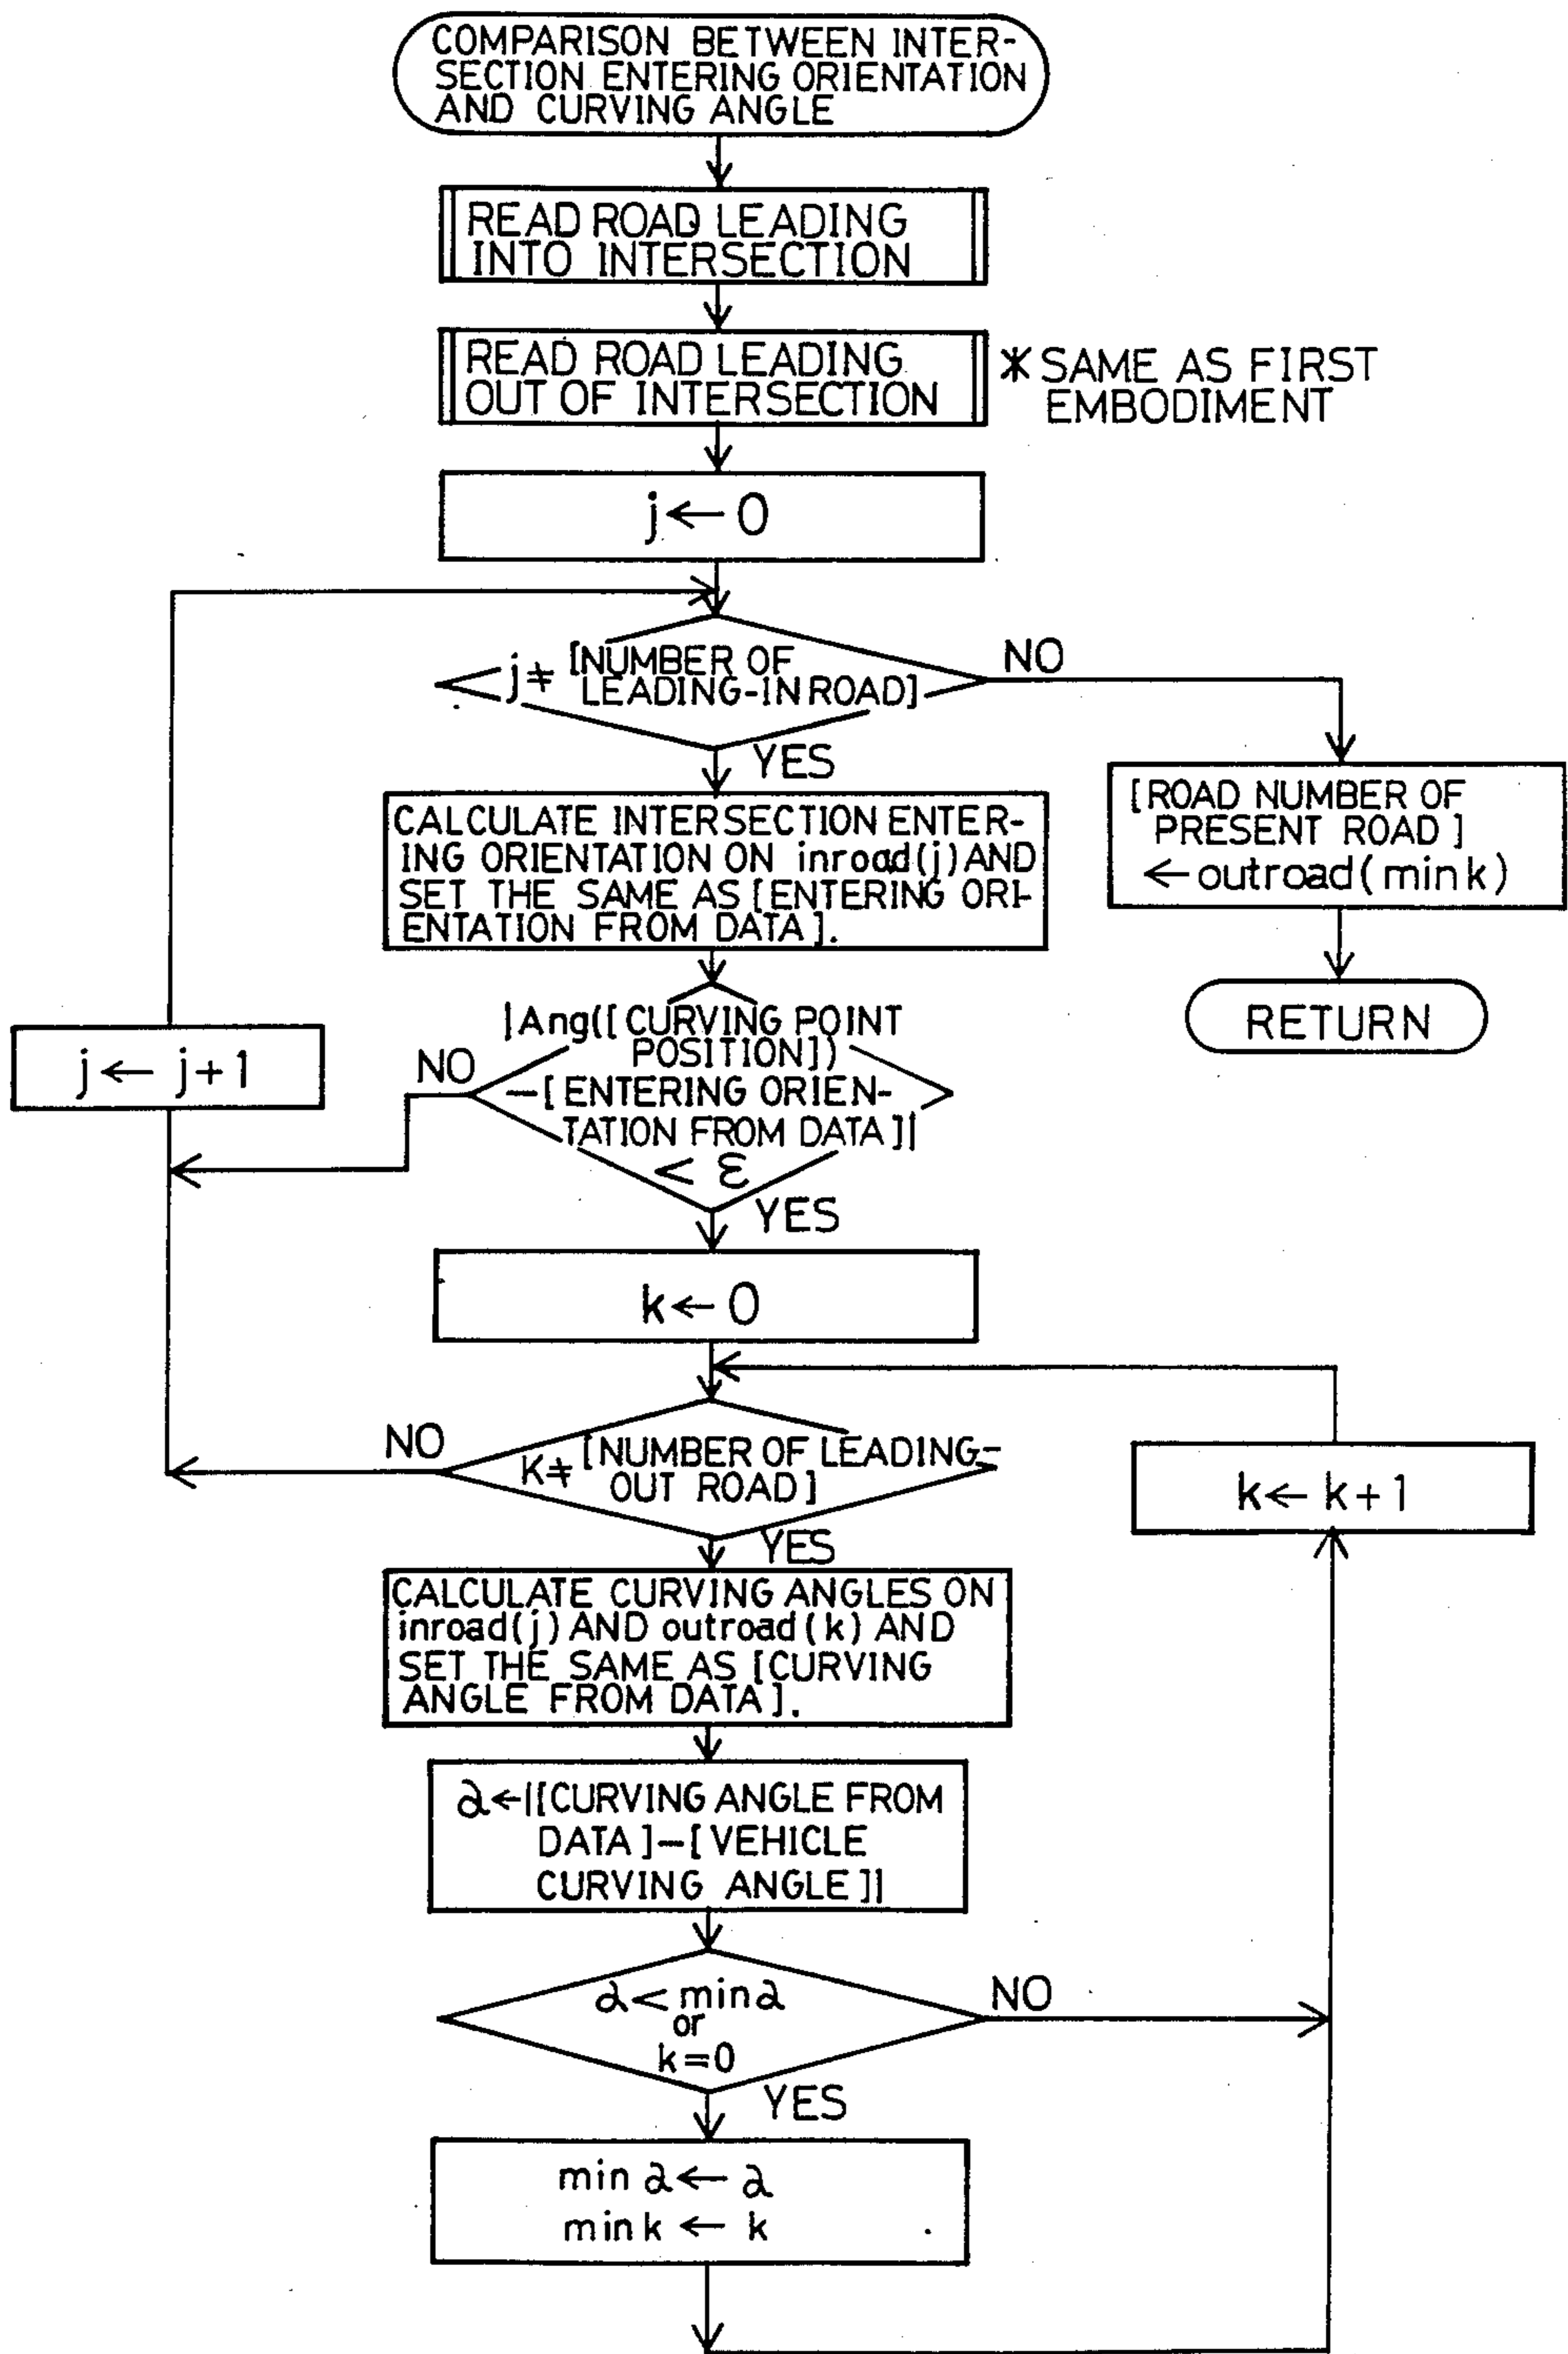 COMPARISON BETWEEN INTER-
SECTION ENTERING ORIENTATION
AND CURVING ANGLE
READ ROAD LEADING
INTO INTERSECTION
READ ROAD LEADING
OUT OF INTERSECTION
* SAME AS FIRST
EMBODIMENT
j ← 0
j ≠ [NUMBER OF
LEADING-IN ROAD]
NO
YES
[ROAD NUMBER OF
PRESENT ROAD]
← outroad(mink)
RETURN
CALCULATE INTERSECTION ENTER-
ING ORIENTATION ON inroad(j) AND
SET THE SAME AS [ENTERING ORI-
ENTATION FROM DATA].
|Ang([CURVING POINT
POSITION])
-[ENTERING ORIEN-
TATION FROM DATA]|
< ε
NO
YES
j ← j+1
k ← 0
K ≠ [NUMBER OF LEADING-
OUT ROAD]
NO
YES
k ← k+1
CALCULATE CURVING ANGLES ON
inroad(j) AND outroad(k) AND
SET THE SAME AS [CURVING
ANGLE FROM DATA].
∂ ← |[CURVING ANGLE FROM
DATA]-[VEHICLE
CURVING ANGLE]|
∂ < min∂
or
k=0
NO
YES
min ∂ ← ∂
mink ← k